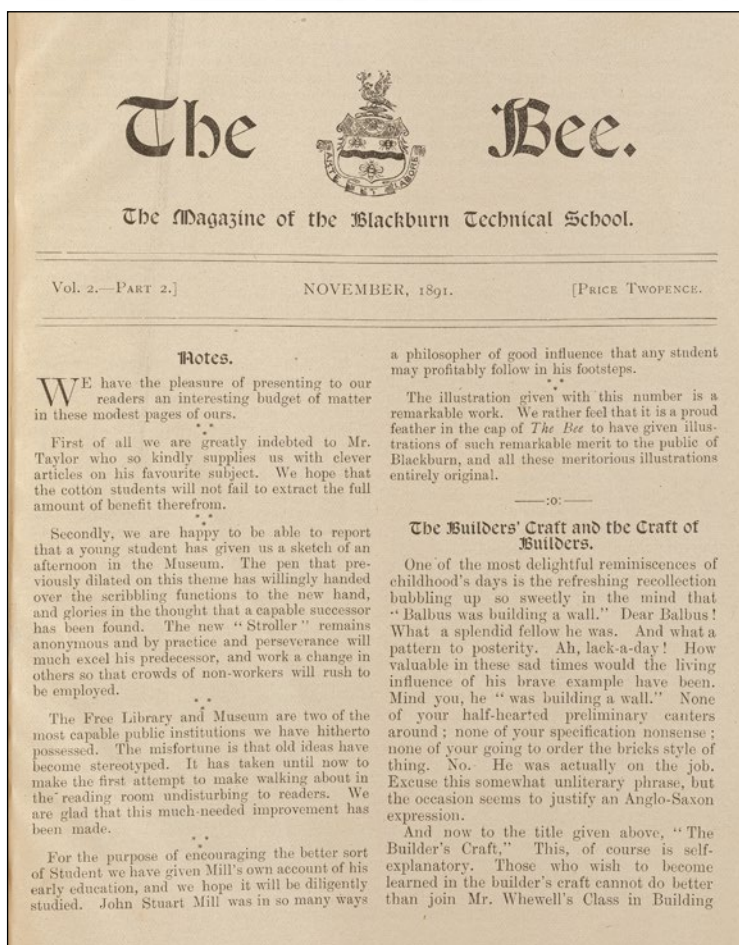 The Bee.
ARTE ET LABORE
The Magazine of the Blackburn Technical School.
Vol. 2.—PART 2.]
NOVEMBER, 1891.
[PRICE TWOPENCE.
Notes.
WE have the pleasure of presenting to our
readers an interesting budget of matter
in these modest pages of ours.
First of all we are greatly indebted to Mr.
Taylor who so kindly supplies us with clever
articles on his favourite subject. We hope that
the cotton students will not fail to extract the full
amount of benefit therefrom.
Secondly, we are happy to be able to report
that a young student has given us a sketch of an
afternoon in the Museum. The pen that pre-
viously dilated on this theme has willingly handed
over the scribbling functions to the new hand,
and glories in the thought that a capable successor
has been found. The new "Stroller" remains
anonymous and by practice and perseverance will
much excel his predecessor, and work a change in
others so that crowds of non-workers will rush to
be employed.
The Free Library and Museum are two of the
most capable public institutions we have hitherto
possessed. The misfortune is that old ideas have
become stereotyped. It has taken until now to
make the first attempt to make walking about in
the reading room undisturbing to readers. We
are glad that this much-needed improvement has
been made.
For the purpose of encouraging the better sort
of Student we have given Mill's own account of his
early education, and we hope it will be diligently
studied. John Stuart Mill was in so many ways
a philosopher of good influence that any student
may profitably follow in his footsteps.
The illustration given with this number is a
remarkable work. We rather feel that it is a proud
feather in the cap of The Bee to have given illus-
trations of such remarkable merit to the public of
Blackburn, and all these meritorious illustrations
entirely original.
——:o:——
The Builders' Craft and the Craft of
Builders.
One of the most delightful reminiscences of
childhood's days is the refreshing recollection
bubbling up so sweetly in the mind that
"Balbus was building a wall." Dear Balbus!
What a splendid fellow he was. And what a
pattern to posterity. Ah, lack-a-day! How
valuable in these sad times would the living
influence of his brave example have been.
Mind you, he "was building a wall." None
of your half-hearted preliminary canters
around; none of your specification nonsense;
none of your going to order the bricks style of
thing. No. He was actually on the job.
Excuse this somewhat unliterary phrase, but
the occasion seems to justify an Anglo-Saxon
expression.
And now to the title given above, "The
Builder's Craft," This, of course is self-
explanatory. Those who wish to become
learned in the builder's craft cannot do better
than join Mr. Whewell's Class in Building